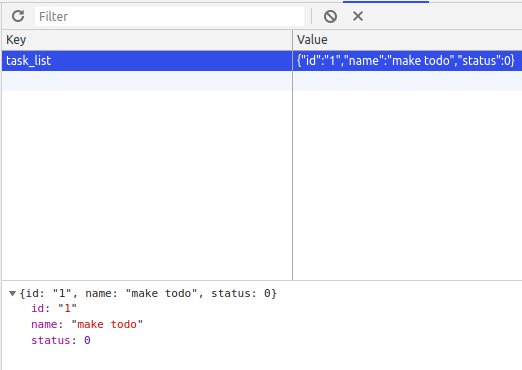 Filter
Key Value
task_list {"id":"1","name":"make todo","status":0}
{id: "1", name: "make todo", status: 0}
id: "1"
name: "make todo"
status: 0